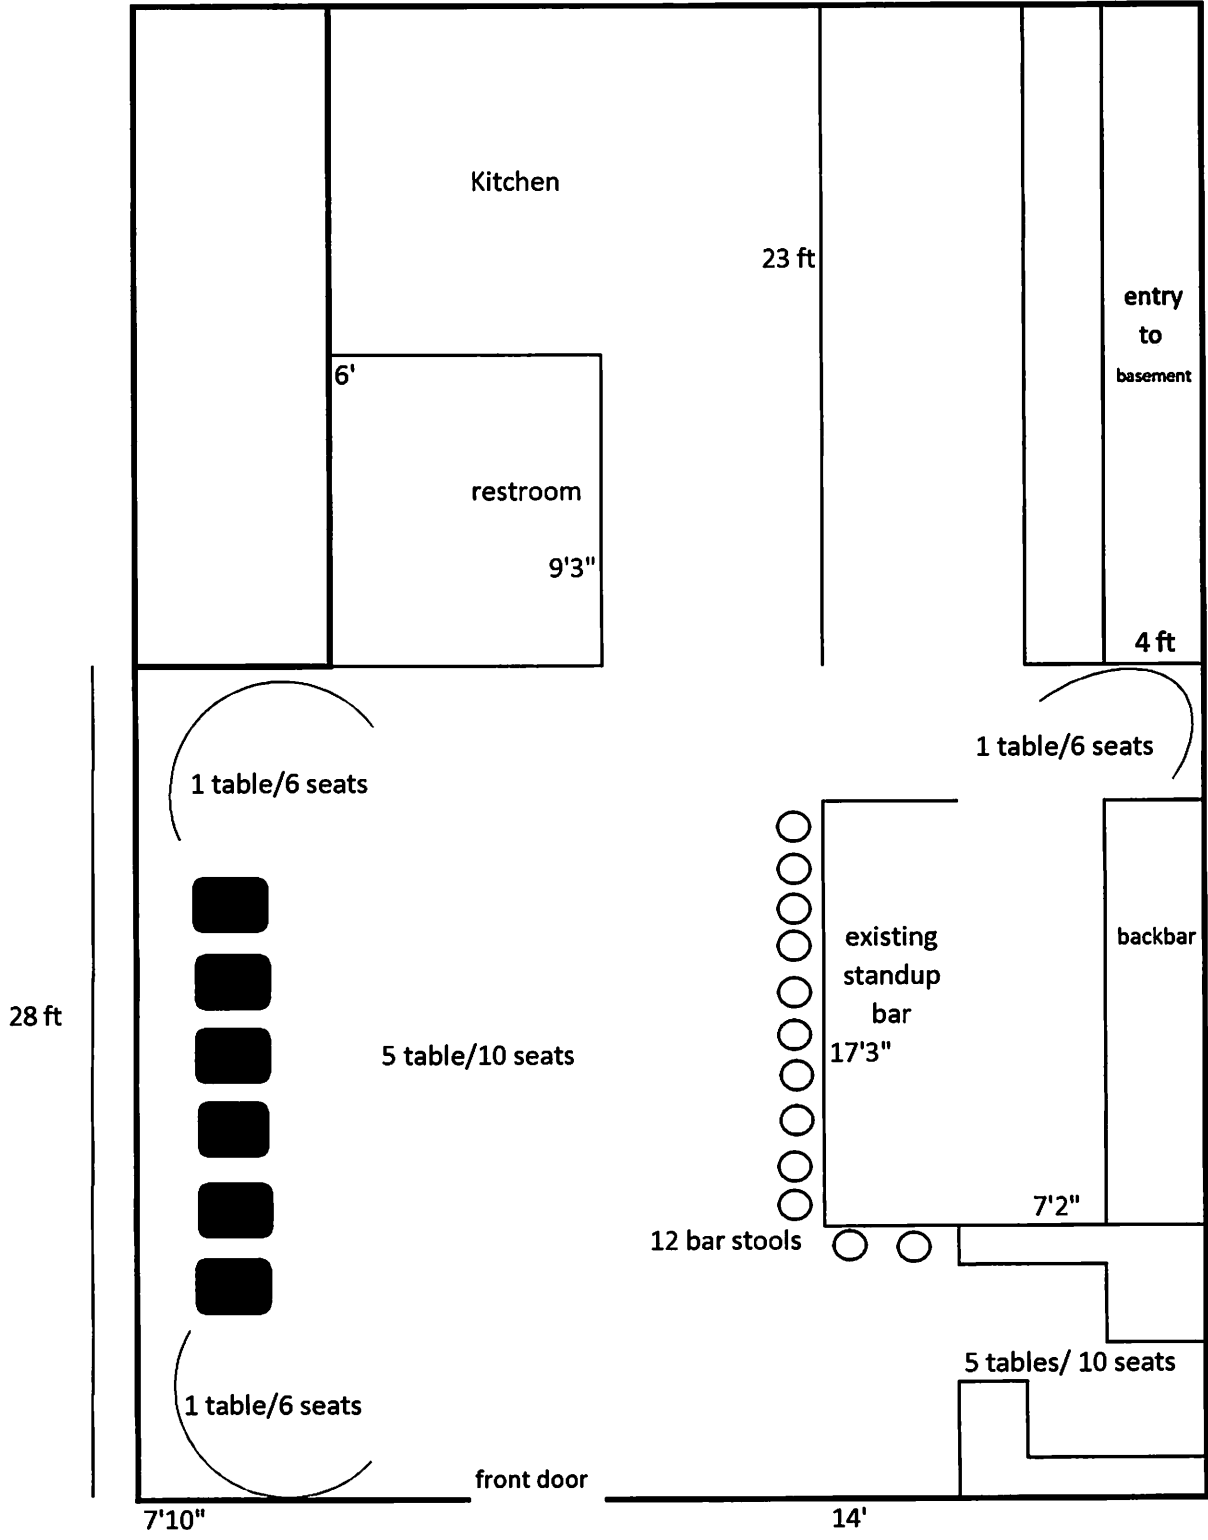 Kitchen
23 ft
entry
to
basement
6'
restroom
9'3"
4 ft
1 table/6 seats
1 table/6 seats
existing
standup
bar
backbar
28 ft
5 table/10 seats
17'3"
7'2"
12 bar stools
5 tables/ 10 seats
1 table/6 seats
front door
7'10"
14'